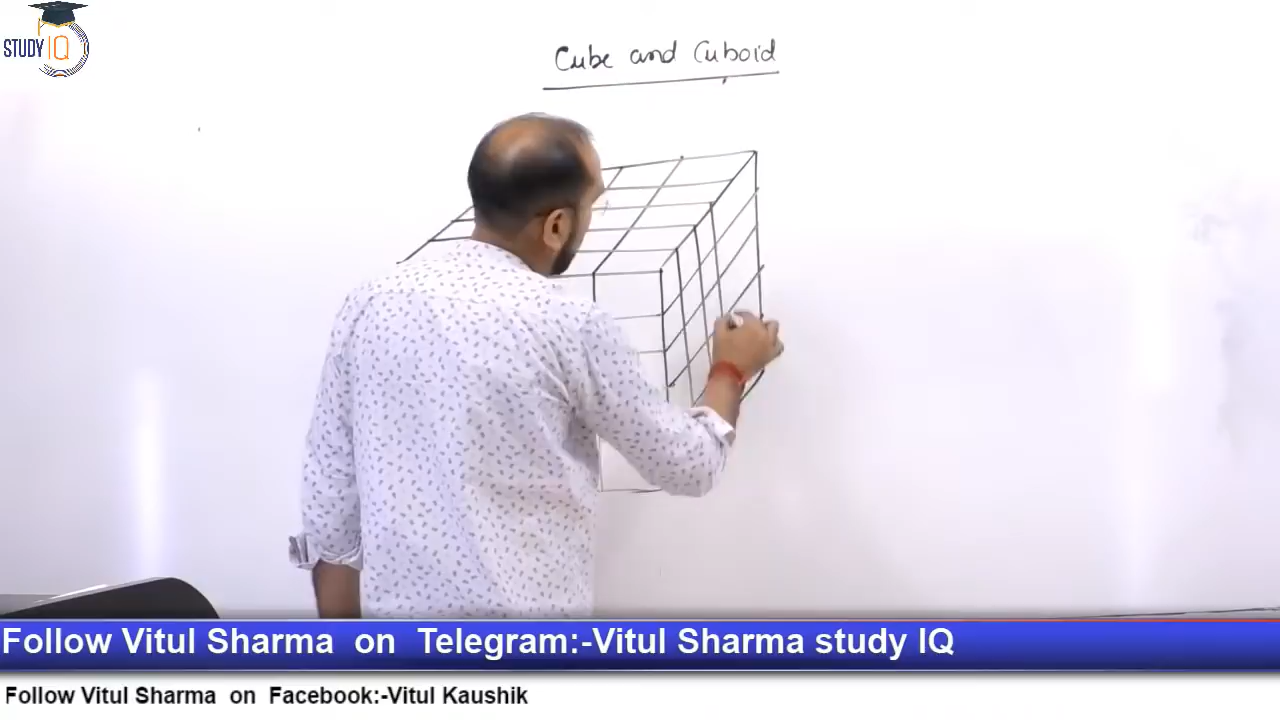 STUDY IQ
Cube and Cuboid
Follow Vitul Sharma on Telegram:-Vitul Sharma study IQ
Follow Vitul Sharma on Facebook:-Vitul Kaushik